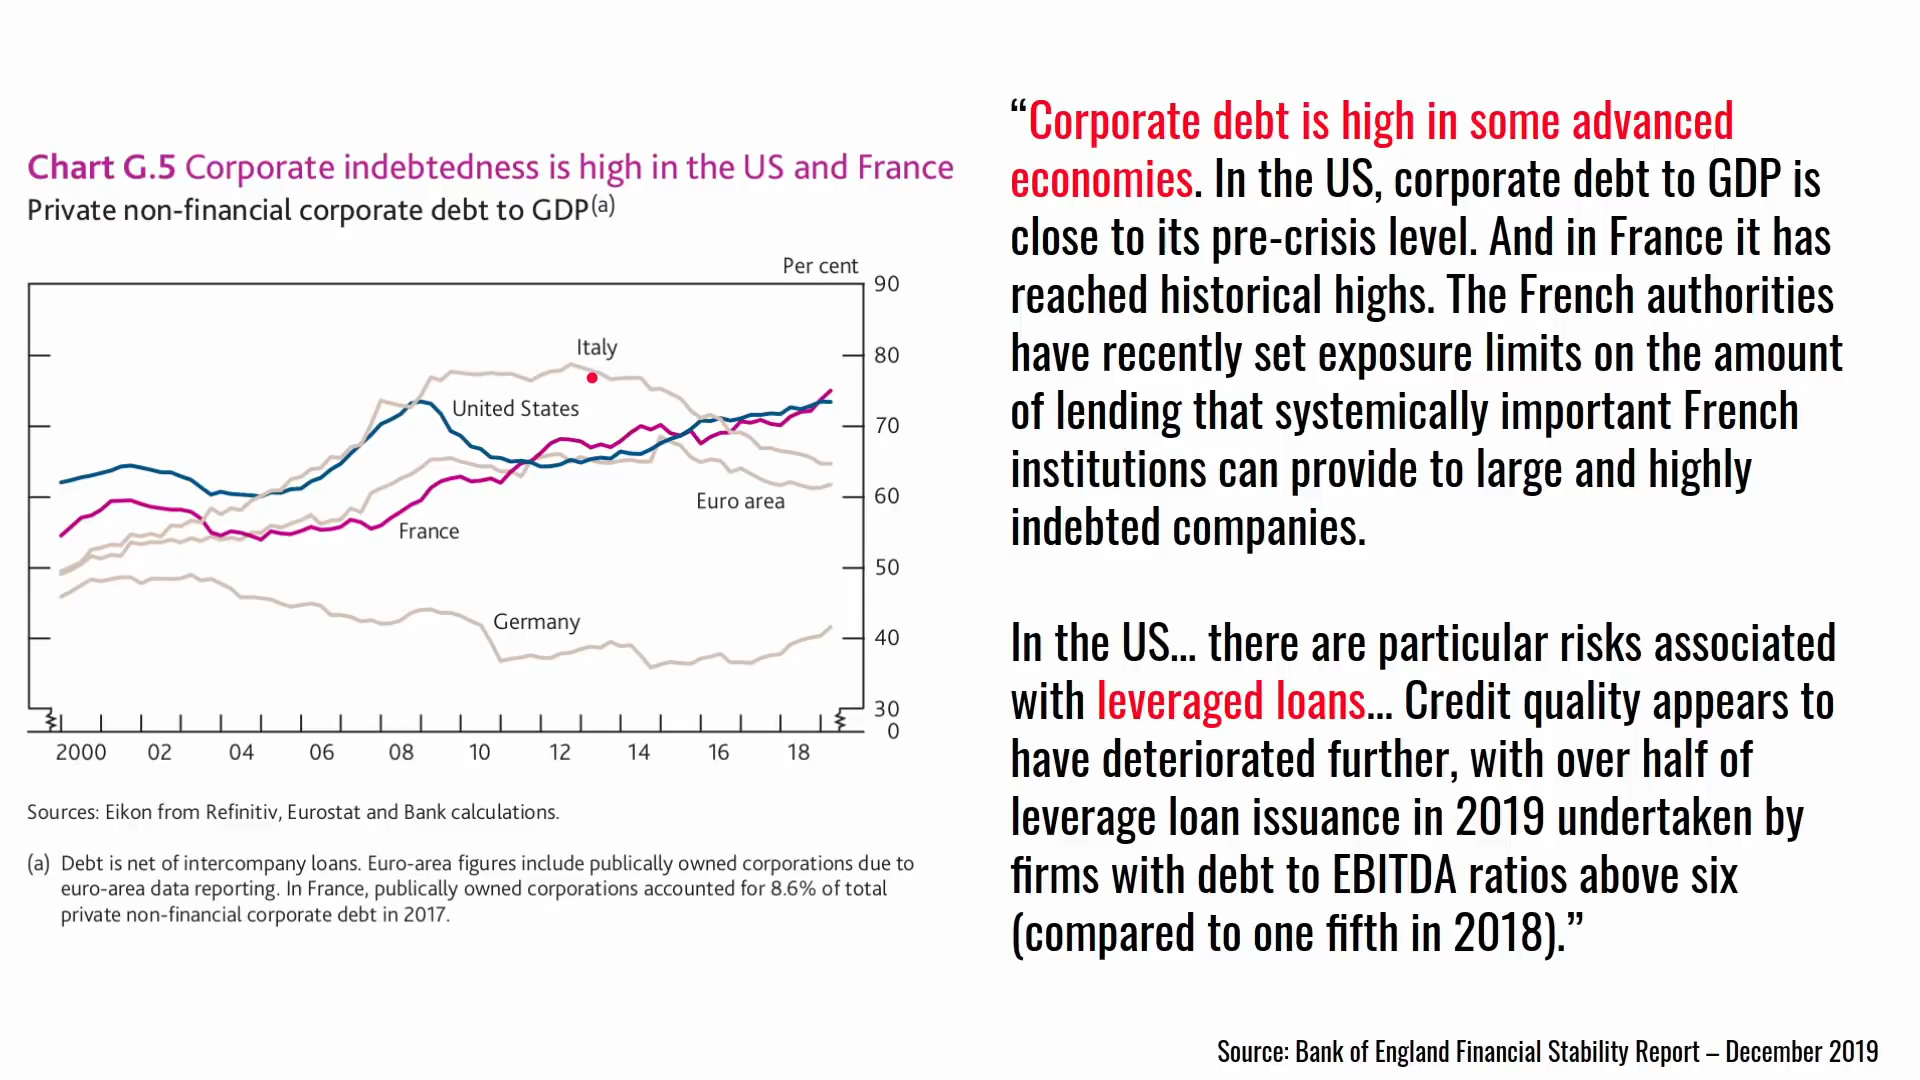 Chart G.5 Corporate indebtedness is high in the US and France
Private non-financial corporate debt to GDP(a)
Per cent
90
80
70
60
50
40
30
0
Italy
United States
Euro area
France
Germany
2000 02 04 06 08 10 12 14 16 18
Sources: Eikon from Refinitiv, Eurostat and Bank calculations.
(a) Debt is net of intercompany loans. Euro-area figures include publically owned corporations due to
euro-area data reporting. In France, publically owned corporations accounted for 8.6% of total
private non-financial corporate debt in 2017.
“Corporate debt is high in some advanced
economies. In the US, corporate debt to GDP is
close to its pre-crisis level. And in France it has
reached historical highs. The French authorities
have recently set exposure limits on the amount
of lending that systemically important French
institutions can provide to large and highly
indebted companies.
In the US... there are particular risks associated
with leveraged loans... Credit quality appears to
have deteriorated further, with over half of
leverage loan issuance in 2019 undertaken by
firms with debt to EBITDA ratios above six
(compared to one fifth in 2018).”
Source: Bank of England Financial Stability Report – December 2019